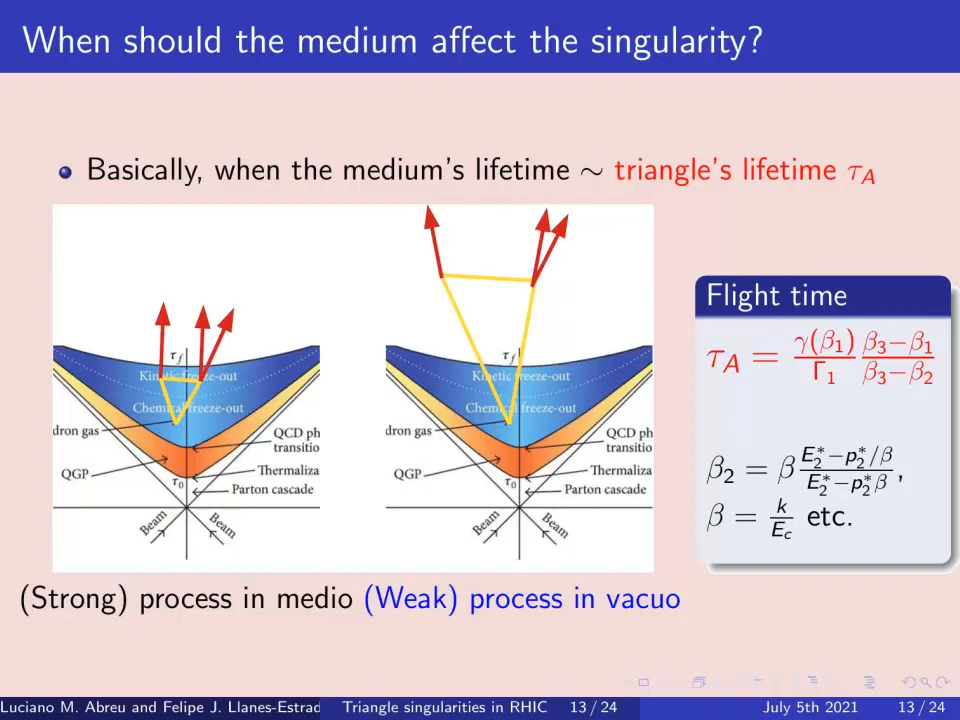 When should the medium affect the singularity?
Basically, when the medium's lifetime ∼ triangle's lifetime τ_A
τ_f
Kinetic freeze-out
Chemical freeze-out
dron gas
QCD ph
transitio
QGP
τ_0
Thermaliza
Parton cascade
Beam
Beam
τ_f
Kinetic freeze-out
Chemical freeze-out
dron gas
QCD ph
transitio
QGP
τ_0
Thermaliza
Parton cascade
Beam
Beam
(Strong) process in medio (Weak) process in vacuo
Flight time
τ_A = γ(β_1)/Γ_1 β_3−β_1/β_3−β_2
β_2 = β E_2^*−p_2^*/β / E_2^*−p_2^*β,
β = k/E_c etc.
Luciano M. Abreu and Felipe J. Llanes-Estrad Triangle singularities in RHIC 13 / 24 July 5th 2021 13 / 24